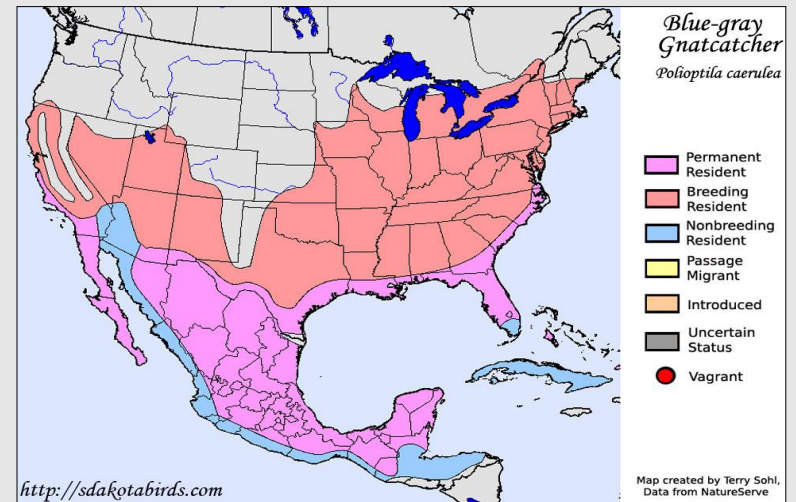 Blue-gray
Gnatcatcher
Polioptila caerulea
Permanent
Resident
Breeding
Resident
Nonbreeding
Resident
Passage
Migrant
Introduced
Uncertain
Status
Vagrant
http://sdakotabirds.com
Map created by Terry Sohl,
Data from NatureServe